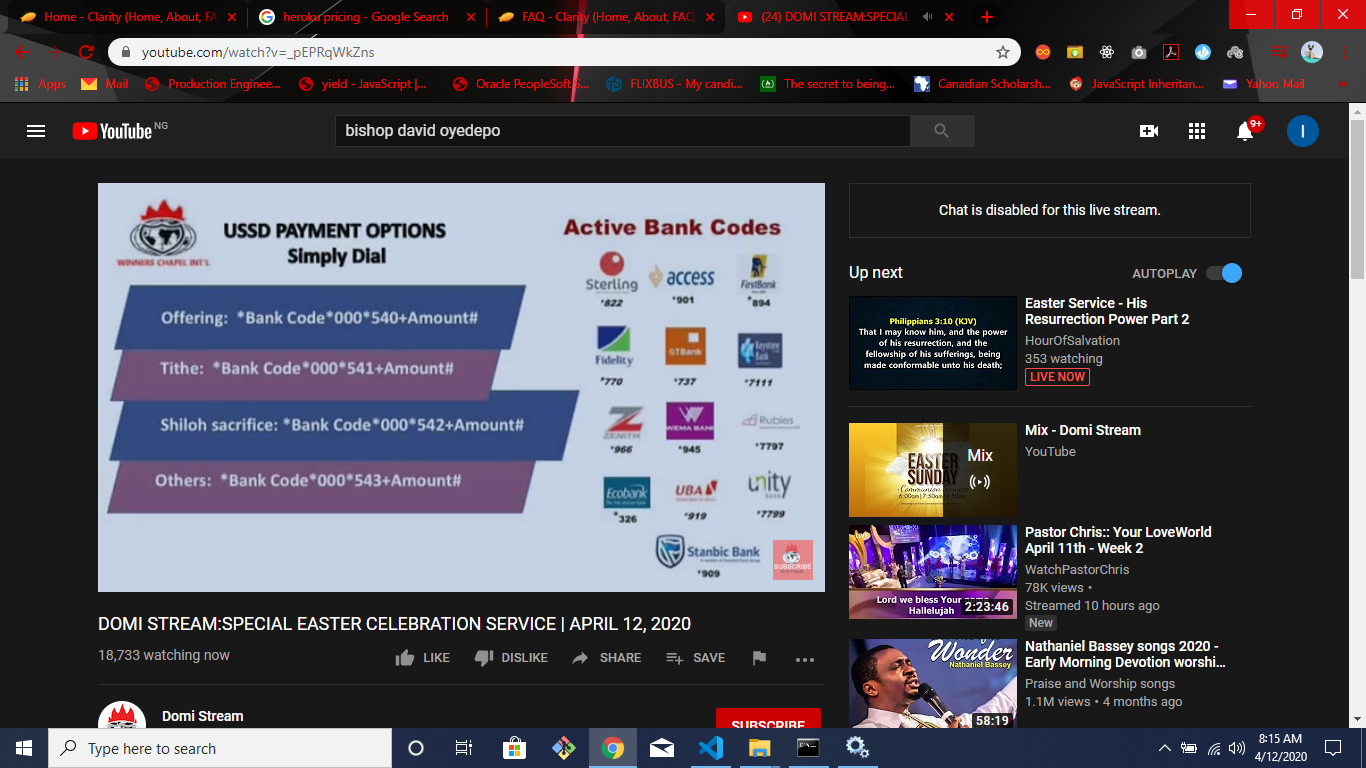 Home - Clarity (Home, About, FA
heroku pricing - Google Search
FAQ - Clarity (Home, About, FAQ
(24) DOMI STREAM:SPECIAL
youtube.com/watch?v=_pEPRqWkZns
Apps
Mail
Production Enginee...
yield - JavaScript |...
Oracle PeopleSoft S...
FLIXBUS - My candi...
The secret to being...
Canadian Scholarsh...
JavaScript Inheritan...
Yahoo Mail
YouTube NG
bishop david oyedepo
9+
I
WINNERS CHAPEL INT'L
USSD PAYMENT OPTIONS
Simply Dial
Offering: *Bank Code*000*540+Amount#
Tithe: *Bank Code*000*541+Amount#
Shiloh sacrifice: *Bank Code*000*542+Amount#
Others: *Bank Code*000*543+Amount#
Active Bank Codes
Sterling
*822
access
*901
FirstBank
*894
Fidelity
*770
GTBank
*737
Keystone Bank
*7111
ZENITH
*966
WEMA BANK
*945
Rubies
*7797
Ecobank
*326
UBA
*919
unity
BANK
*7799
Stanbic Bank
*909
SUBSCRIBE
DOMI STREAM:SPECIAL EASTER CELEBRATION SERVICE | APRIL 12, 2020
18,733 watching now
LIKE
DISLIKE
SHARE
SAVE
Domi Stream
SUBSCRIBE
Chat is disabled for this live stream.
Up next
AUTOPLAY
Philippians 3:10 (KJV)
That I may know him, and the power
of his resurrection, and the
fellowship of his sufferings, being
made conformable unto his death;
Easter Service - His
Resurrection Power Part 2
HourOfSalvation
353 watching
LIVE NOW
EASTER
SUNDAY
Communion Service
6:00am|7:50am|9:50am
Mix
Mix - Domi Stream
YouTube
Lord we bless Your name
Hallelujah
2:23:46
Pastor Chris:: Your LoveWorld
April 11th - Week 2
WatchPastorChris
78K views •
Streamed 10 hours ago
New
Wonder
Nathaniel Bassey
58:19
Nathaniel Bassey songs 2020 -
Early Morning Devotion worshi...
Praise and Worship songs
1.1M views • 4 months ago
Type here to search
8:15 AM
4/12/2020